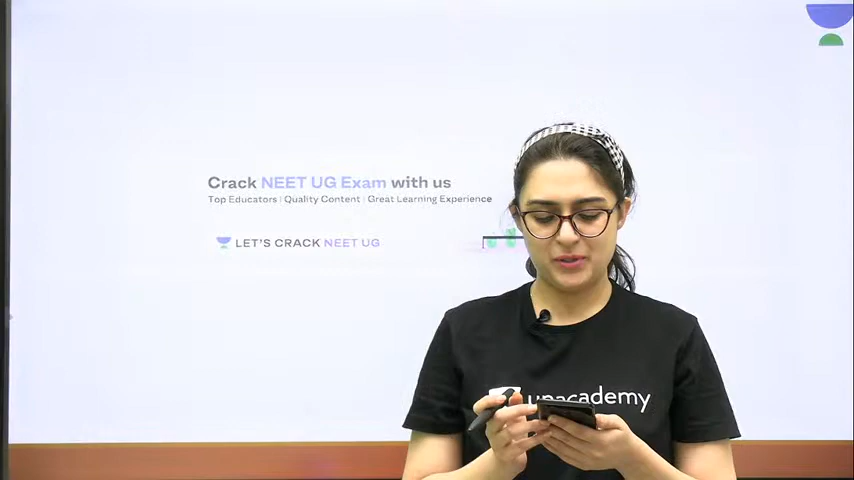 Crack NEET UG Exam with us
Top Educators | Quality Content | Great Learning Experience
LET'S CRACK NEET UG
unacademy